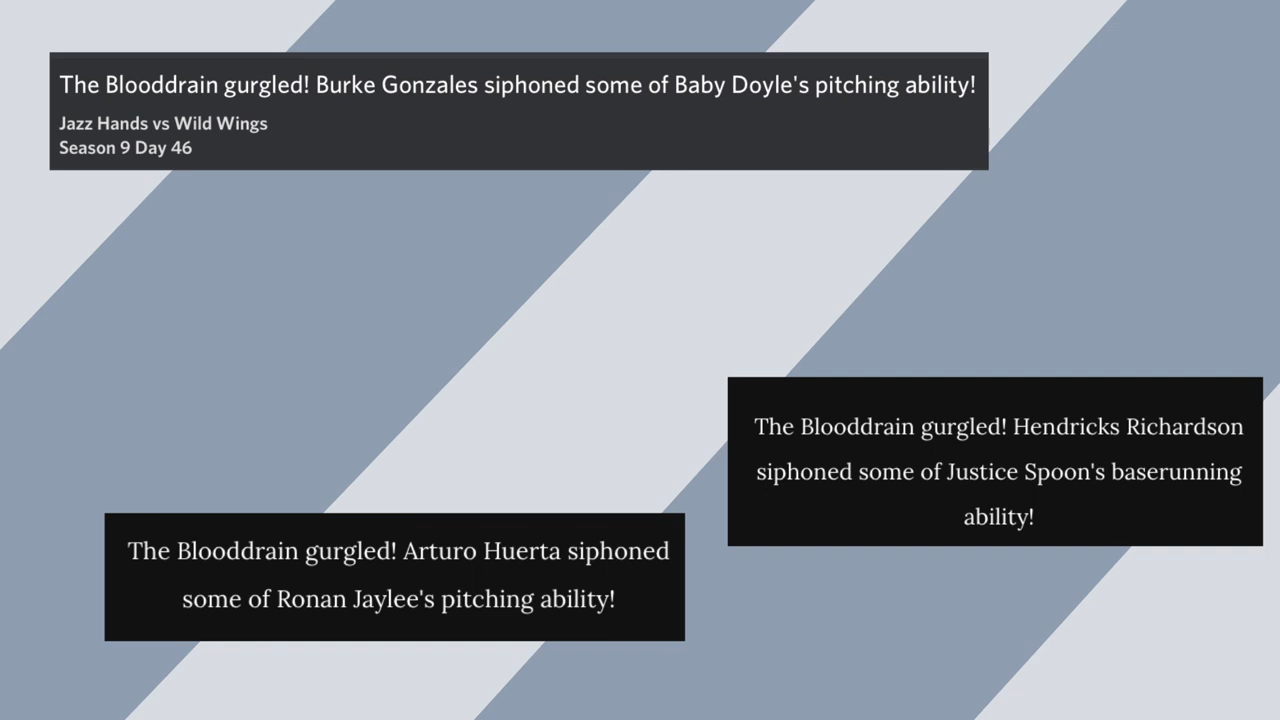 The Blooddrain gurgled! Burke Gonzales siphoned some of Baby Doyle's pitching ability!
Jazz Hands vs Wild Wings
Season 9 Day 46
The Blooddrain gurgled! Hendricks Richardson
siphoned some of Justice Spoon's baserunning
ability!
The Blooddrain gurgled! Arturo Huerta siphoned
some of Ronan Jaylee's pitching ability!